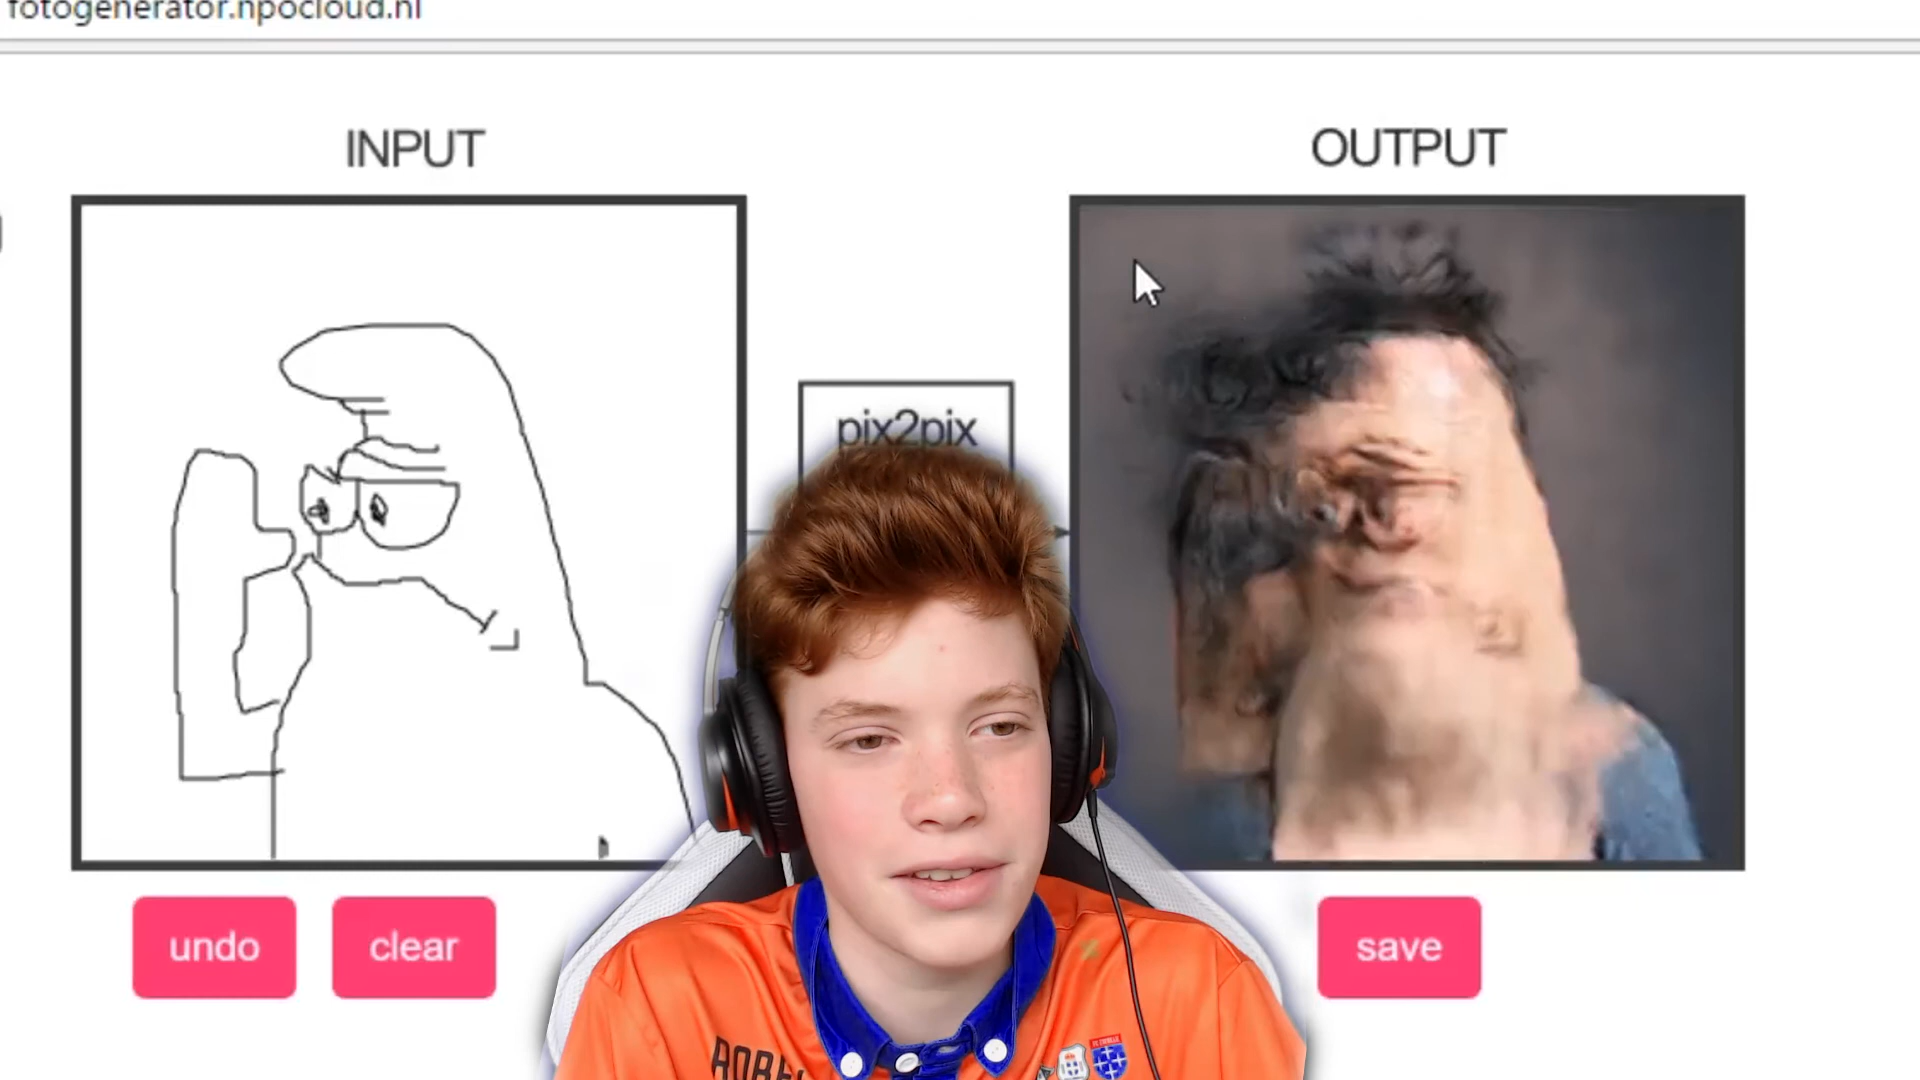 fotogenerator.npocloud.nl
INPUT
OUTPUT
pix2pix
undo
clear
save